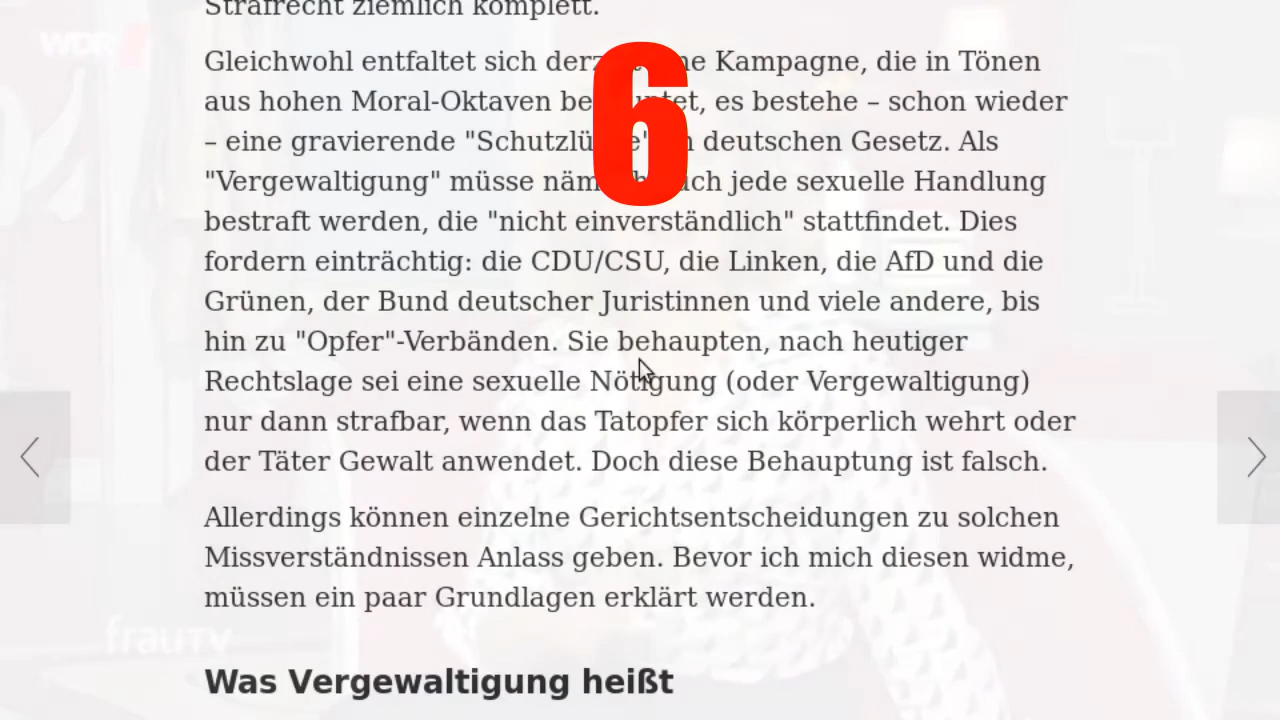 Strafrecht ziemlich komplett.
WDR
6
Gleichwohl entfaltet sich Kampagne, die in Tönen
aus hohen Moral-Oktaven es bestehe – schon wieder
– eine gravierende deutschen Gesetz. Als
"Vergewaltigung" müsse jede sexuelle Handlung
bestraft werden, die "nicht einverständlich" stattfindet. Dies
fordern einträchtig: die CDU/CSU, die Linken, die AfD und die
Grünen, der Bund deutscher Juristinnen und viele andere, bis
hin zu "Opfer"-Verbänden. Sie behaupten, nach heutiger
Rechtslage sei eine sexuelle Nötigung (oder Vergewaltigung)
nur dann strafbar, wenn das Tatopfer sich körperlich wehrt oder
der Täter Gewalt anwendet. Doch diese Behauptung ist falsch.
Allerdings können einzelne Gerichtsentscheidungen zu solchen
Missverständnissen Anlass geben. Bevor ich mich diesen widme,
müssen ein paar Grundlagen erklärt werden.
frauTV
Was Vergewaltigung heißt